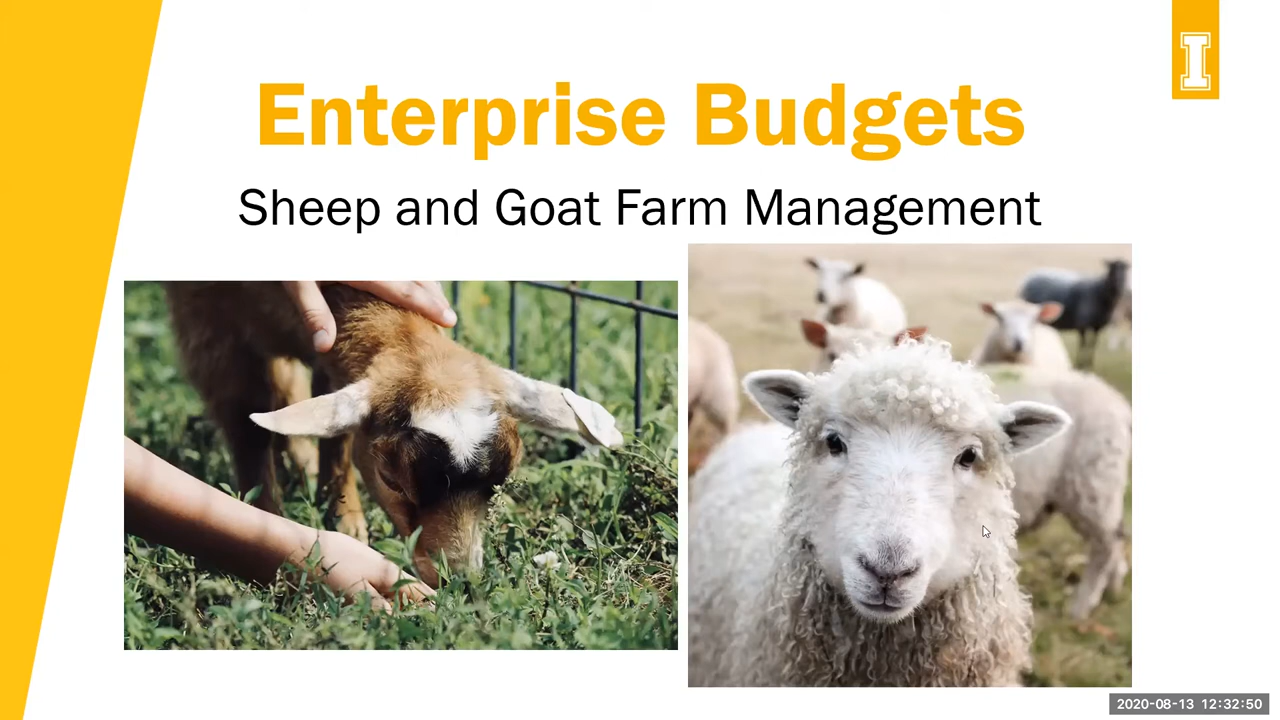 Enterprise Budgets
I
Sheep and Goat Farm Management
2020-08-13 12:32:50